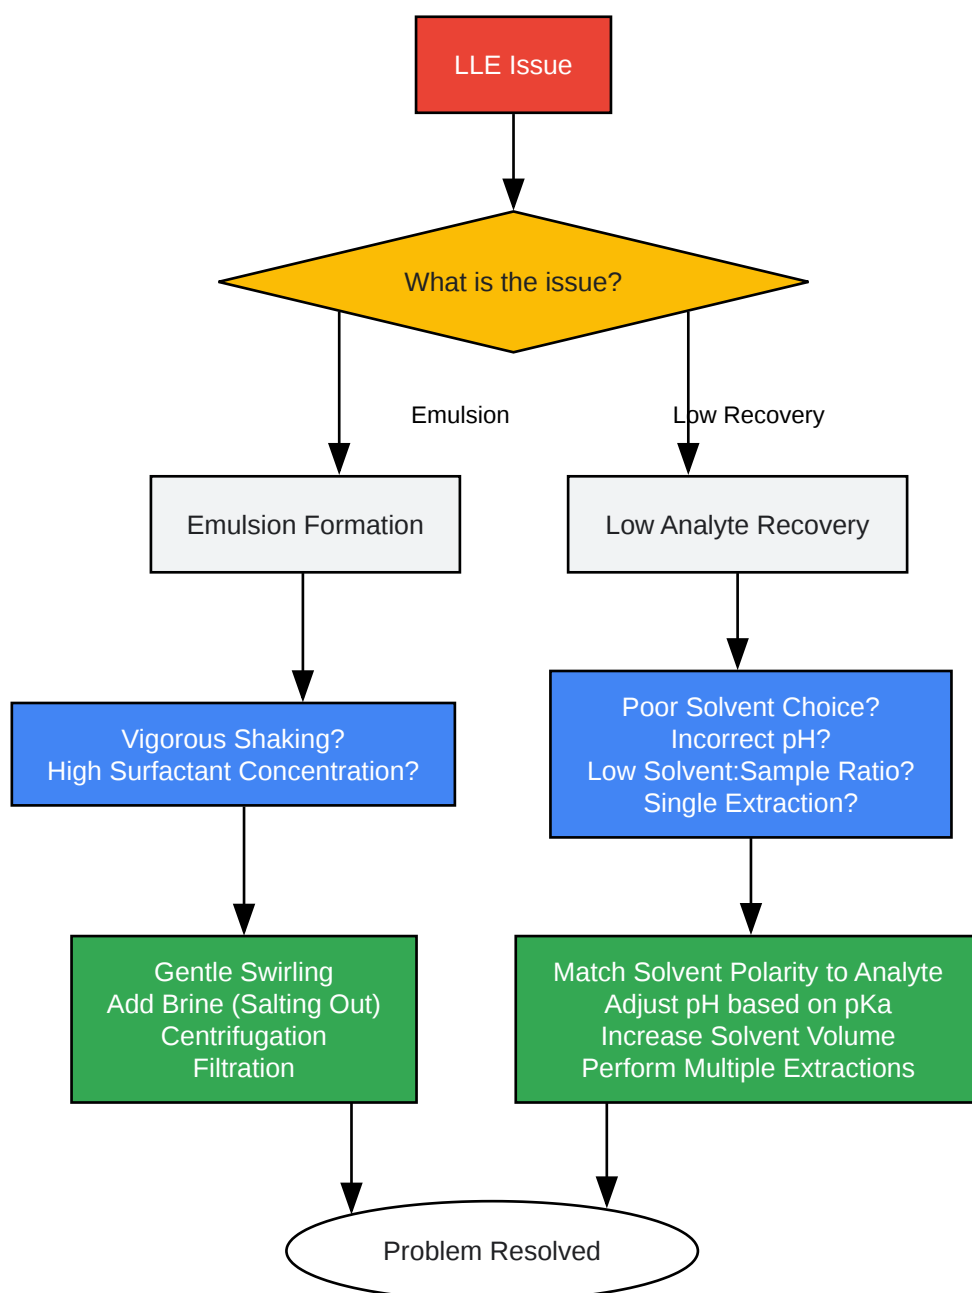 LLE Issue
What is the issue?
Emulsion
Low Recovery
Emulsion Formation
Low Analyte Recovery
Vigorous Shaking?
High Surfactant Concentration?
Poor Solvent Choice?
Incorrect pH?
Low Solvent:Sample Ratio?
Single Extraction?
Gentle Swirling
Add Brine (Salting Out)
Centrifugation
Filtration
Match Solvent Polarity to Analyte
Adjust pH based on pKa
Increase Solvent Volume
Perform Multiple Extractions
Problem Resolved